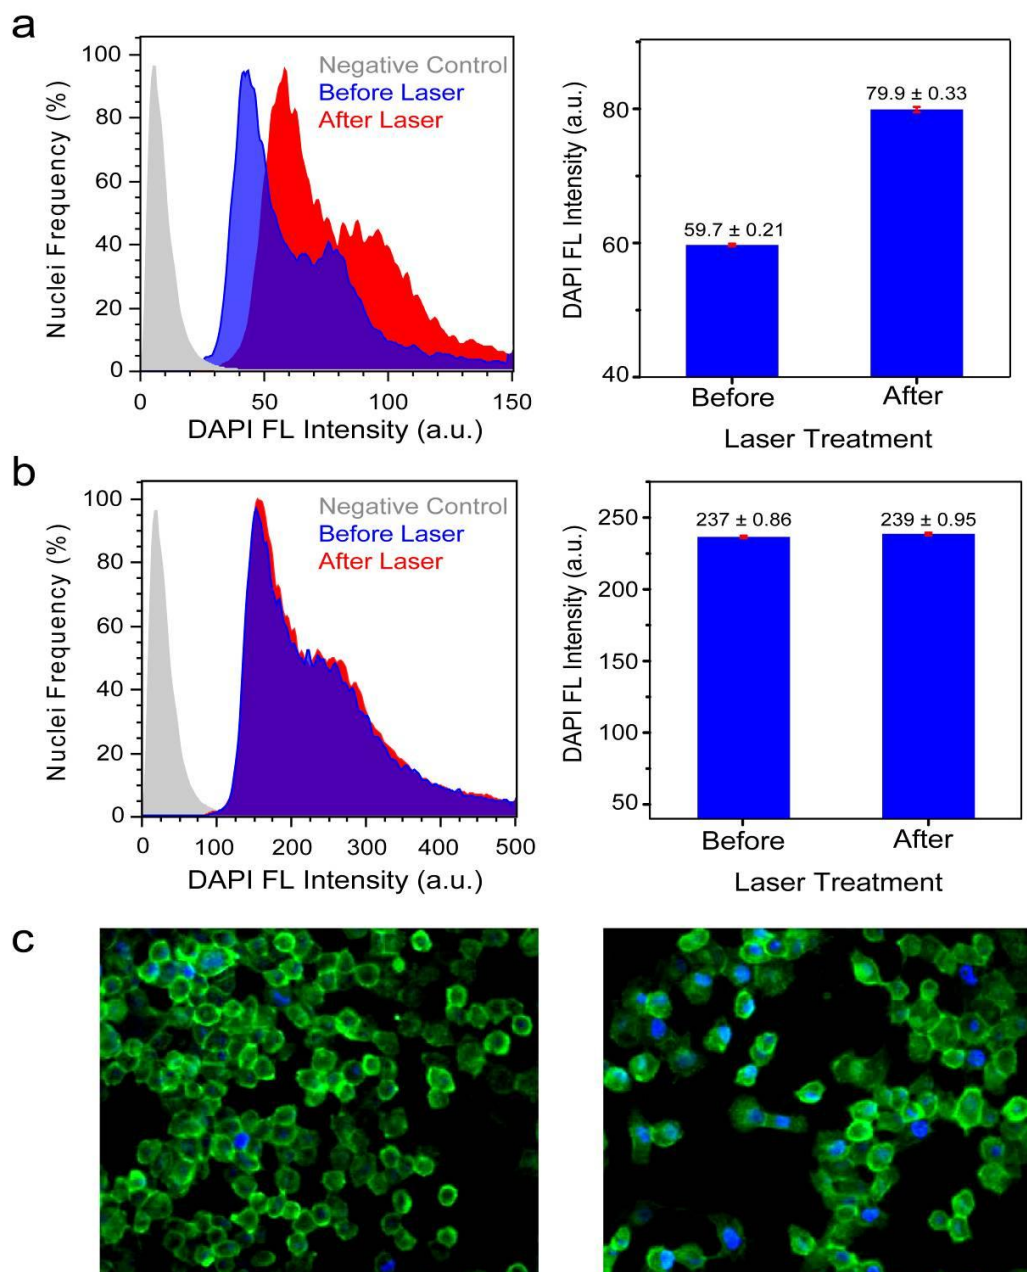 a
100
80
60
40
20
0
Nuclei Frequency (%)
Negative Control
Before Laser
After Laser
0 50 100 150
DAPI FL Intensity (a.u.)
80
60
40
DAPI FL Intensity (a.u.)
59.7 ± 0.21
79.9 ± 0.33
Before After
Laser Treatment
b
100
80
60
40
20
0
Nuclei Frequency (%)
Negative Control
Before Laser
After Laser
0 100 200 300 400 500
DAPI FL Intensity (a.u.)
250
200
150
100
50
DAPI FL Intensity (a.u.)
237 ± 0.86
239 ± 0.95
Before After
Laser Treatment
c